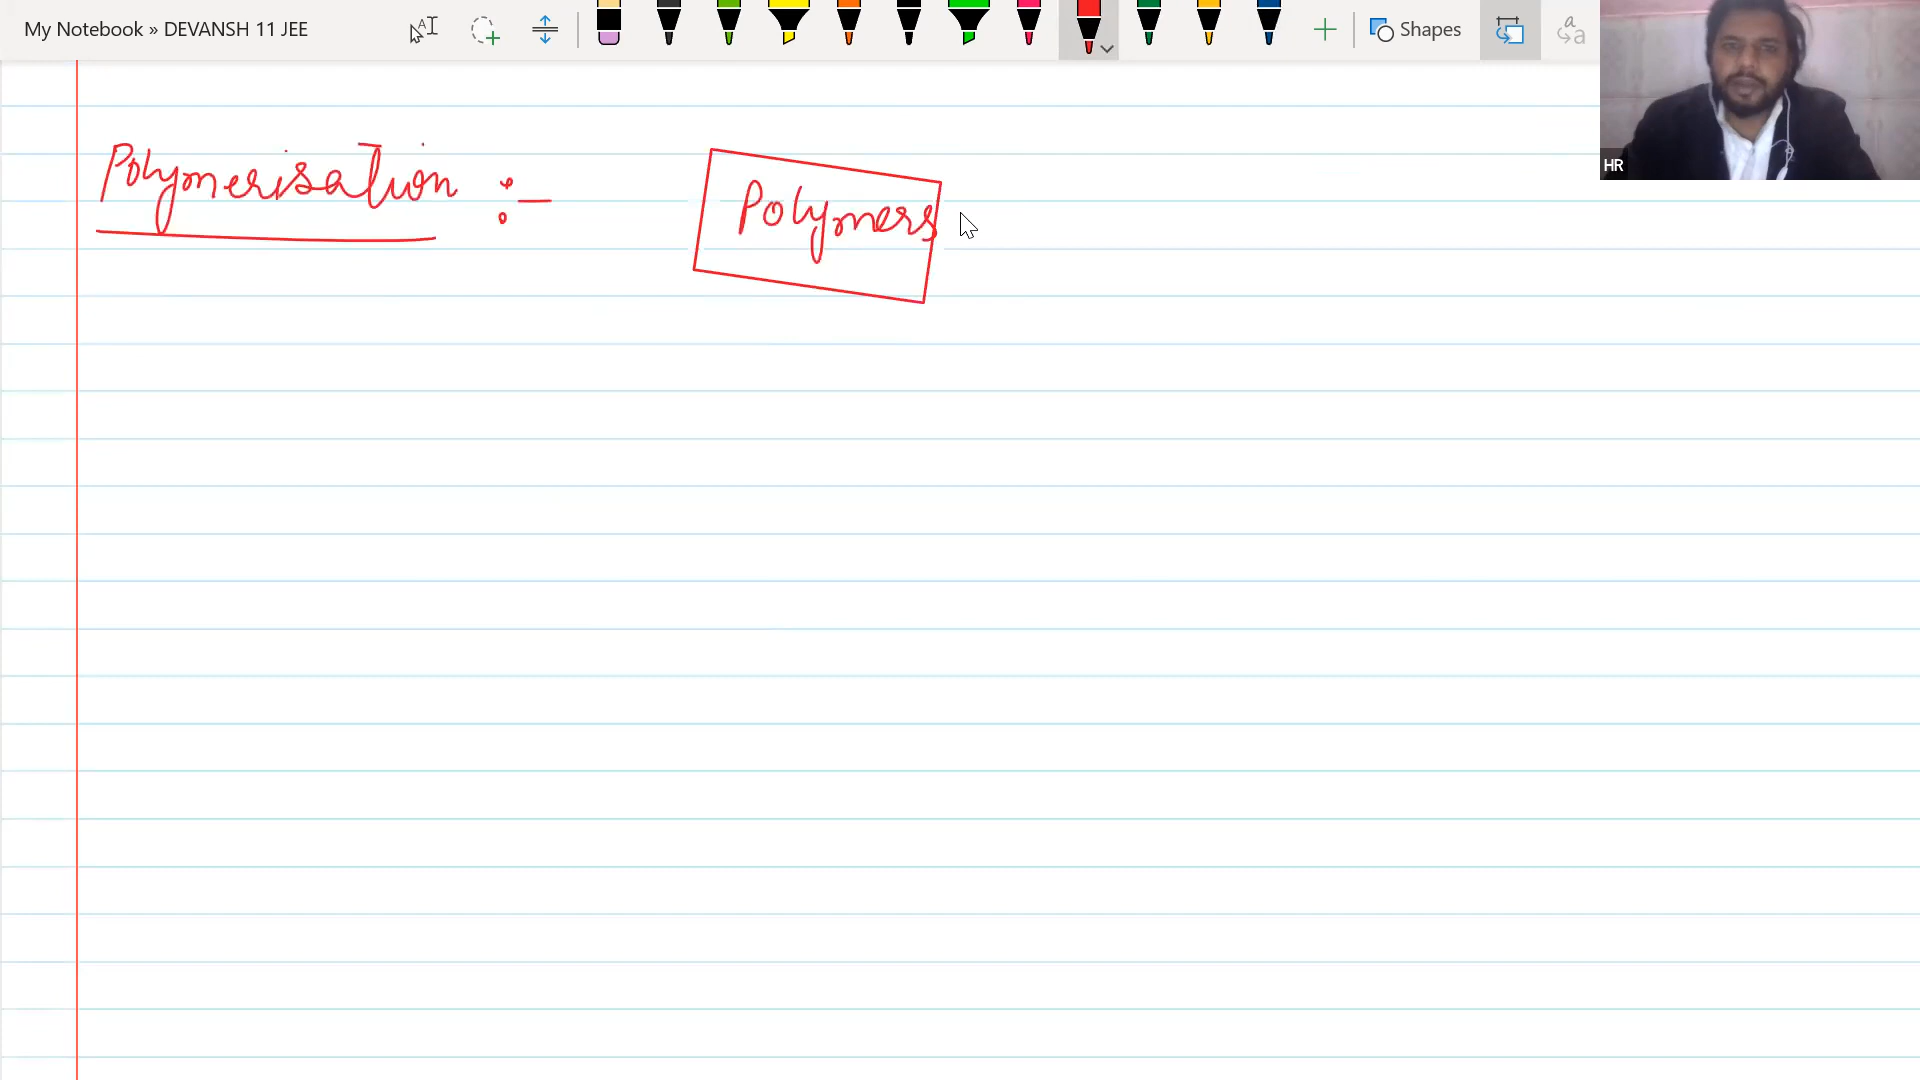 My Notebook » DEVANSH 11 JEE
Shapes
HR
Polymerisation :-
Polymers